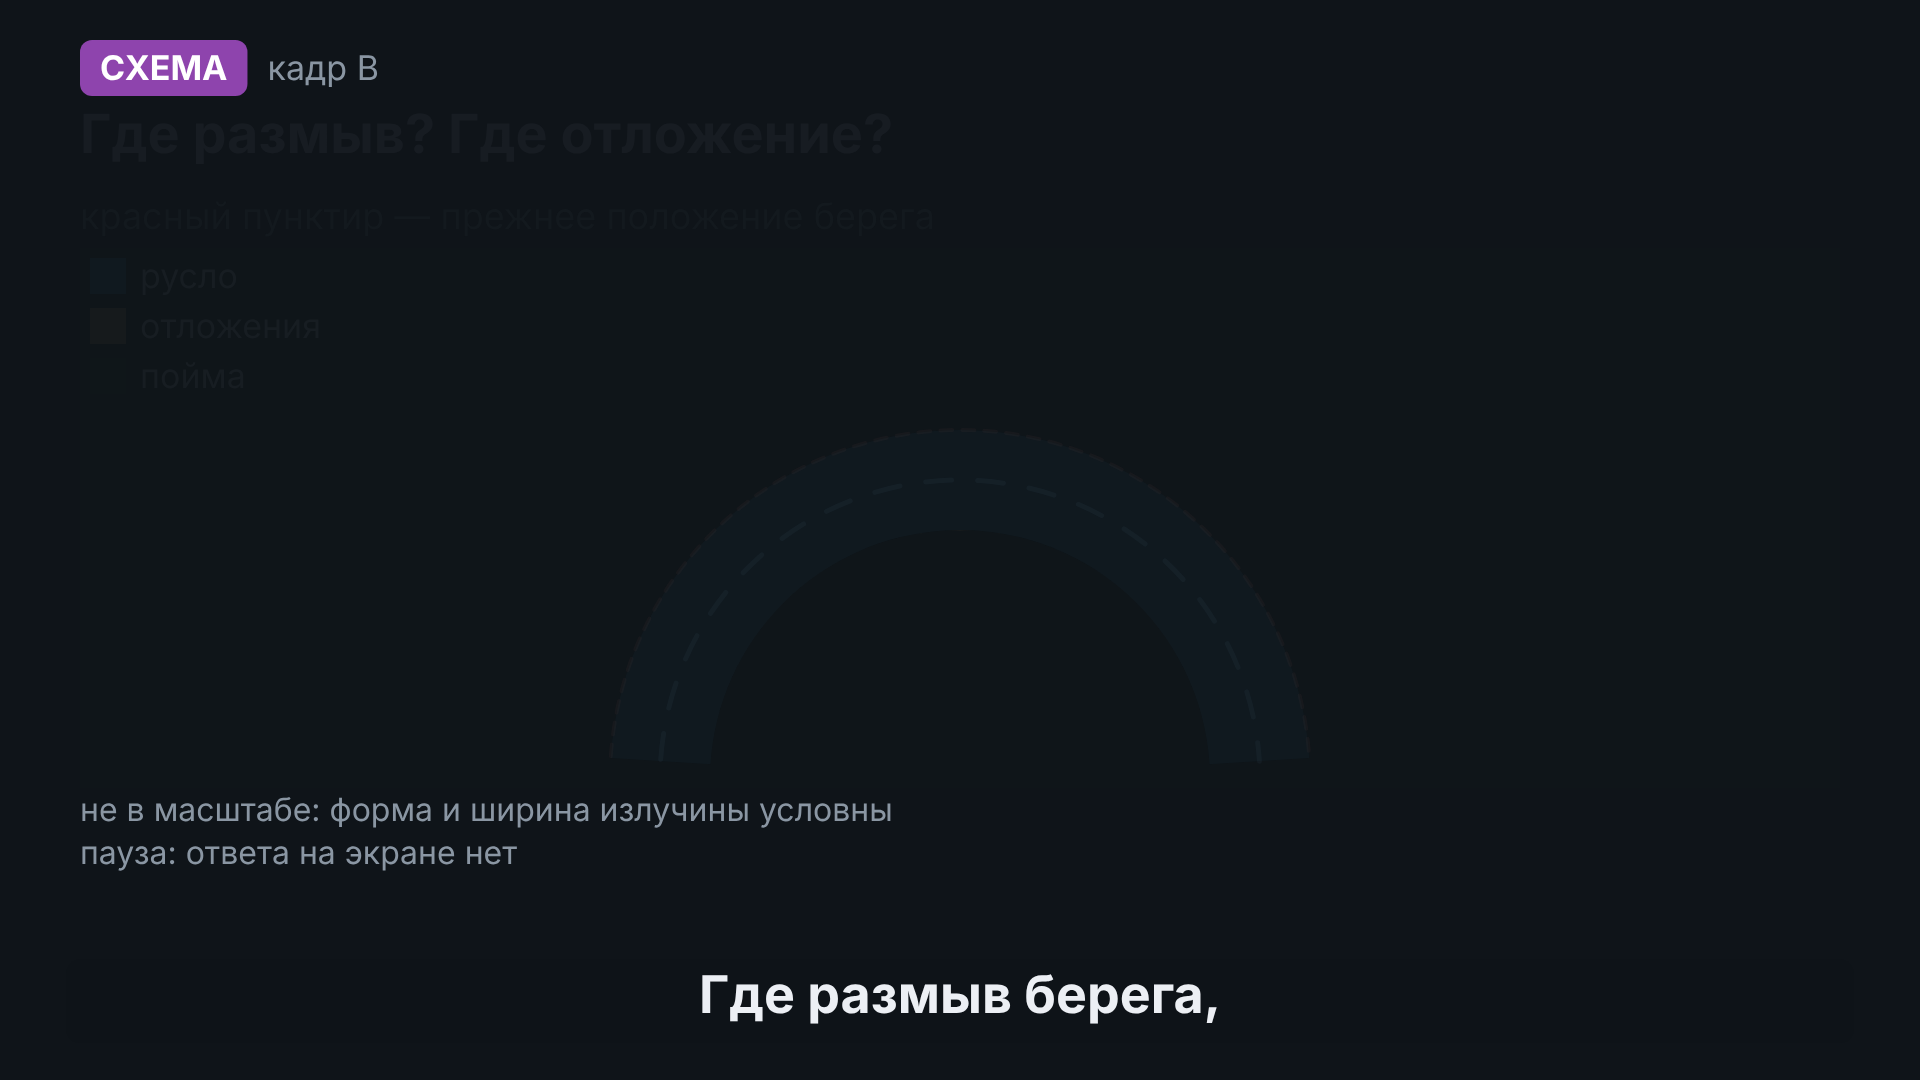 СХЕМА кадр В
Где размыв? Где отложение?
красный пунктир — прежнее положение берега
русло
отложения
пойма
не в масштабе: форма и ширина излучины условны
пауза: ответа на экране нет
Где размыв берега,